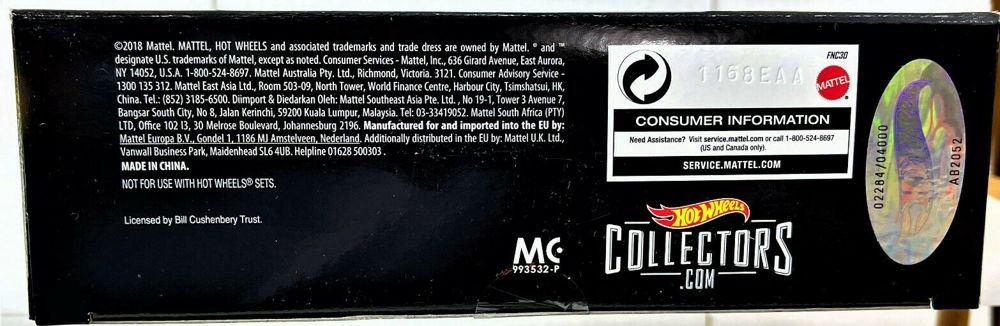 ©2018 Mattel. MATTEL, HOT WHEELS and associated trademarks and trade dress are owned by Mattel. ® and ™
designate U.S. trademarks of Mattel, except as noted. Consumer Services - Mattel, Inc., 636 Girard Avenue, East Aurora,
NY 14052, U.S.A. 1-800-524-8697. Mattel Australia Pty. Ltd., Richmond, Victoria. 3121. Consumer Advisory Service -
1300 135 312. Mattel East Asia Ltd., Room 503-09, North Tower, World Finance Centre, Harbour City, Tsimshatsui, HK,
China. Tel.: (852) 3185-6500. Diimport & Diedarkan Oleh: Mattel Southeast Asia Pte. Ltd. , No 19-1, Tower 3 Avenue 7,
Bangsar South City, No 8, Jalan Kerinchi, 59200 Kuala Lumpur, Malaysia. Tel: 03-33419052. Mattel South Africa (PTY)
LTD, Office 102 I3, 30 Melrose Boulevard, Johannesburg 2196. Manufactured for and imported into the EU by:
Mattel Europa B.V., Gondel 1, 1186 MJ Amstelveen, Nederland. Additionally distributed in the EU by: Mattel U.K. Ltd.,
Vanwall Business Park, Maidenhead SL6 4UB. Helpline 01628 500303 .
MADE IN CHINA.
NOT FOR USE WITH HOT WHEELS® SETS.
Licensed by Bill Cushenbery Trust.
MC
993532-P
FNC30
1168EAA
MATTEL
CONSUMER INFORMATION
Need Assistance? Visit service.mattel.com or call 1-800-524-8697
(US and Canada only).
SERVICE.MATTEL.COM
HOT WHEELS
COLLECTORS
.COM
02284/04000
AB2052